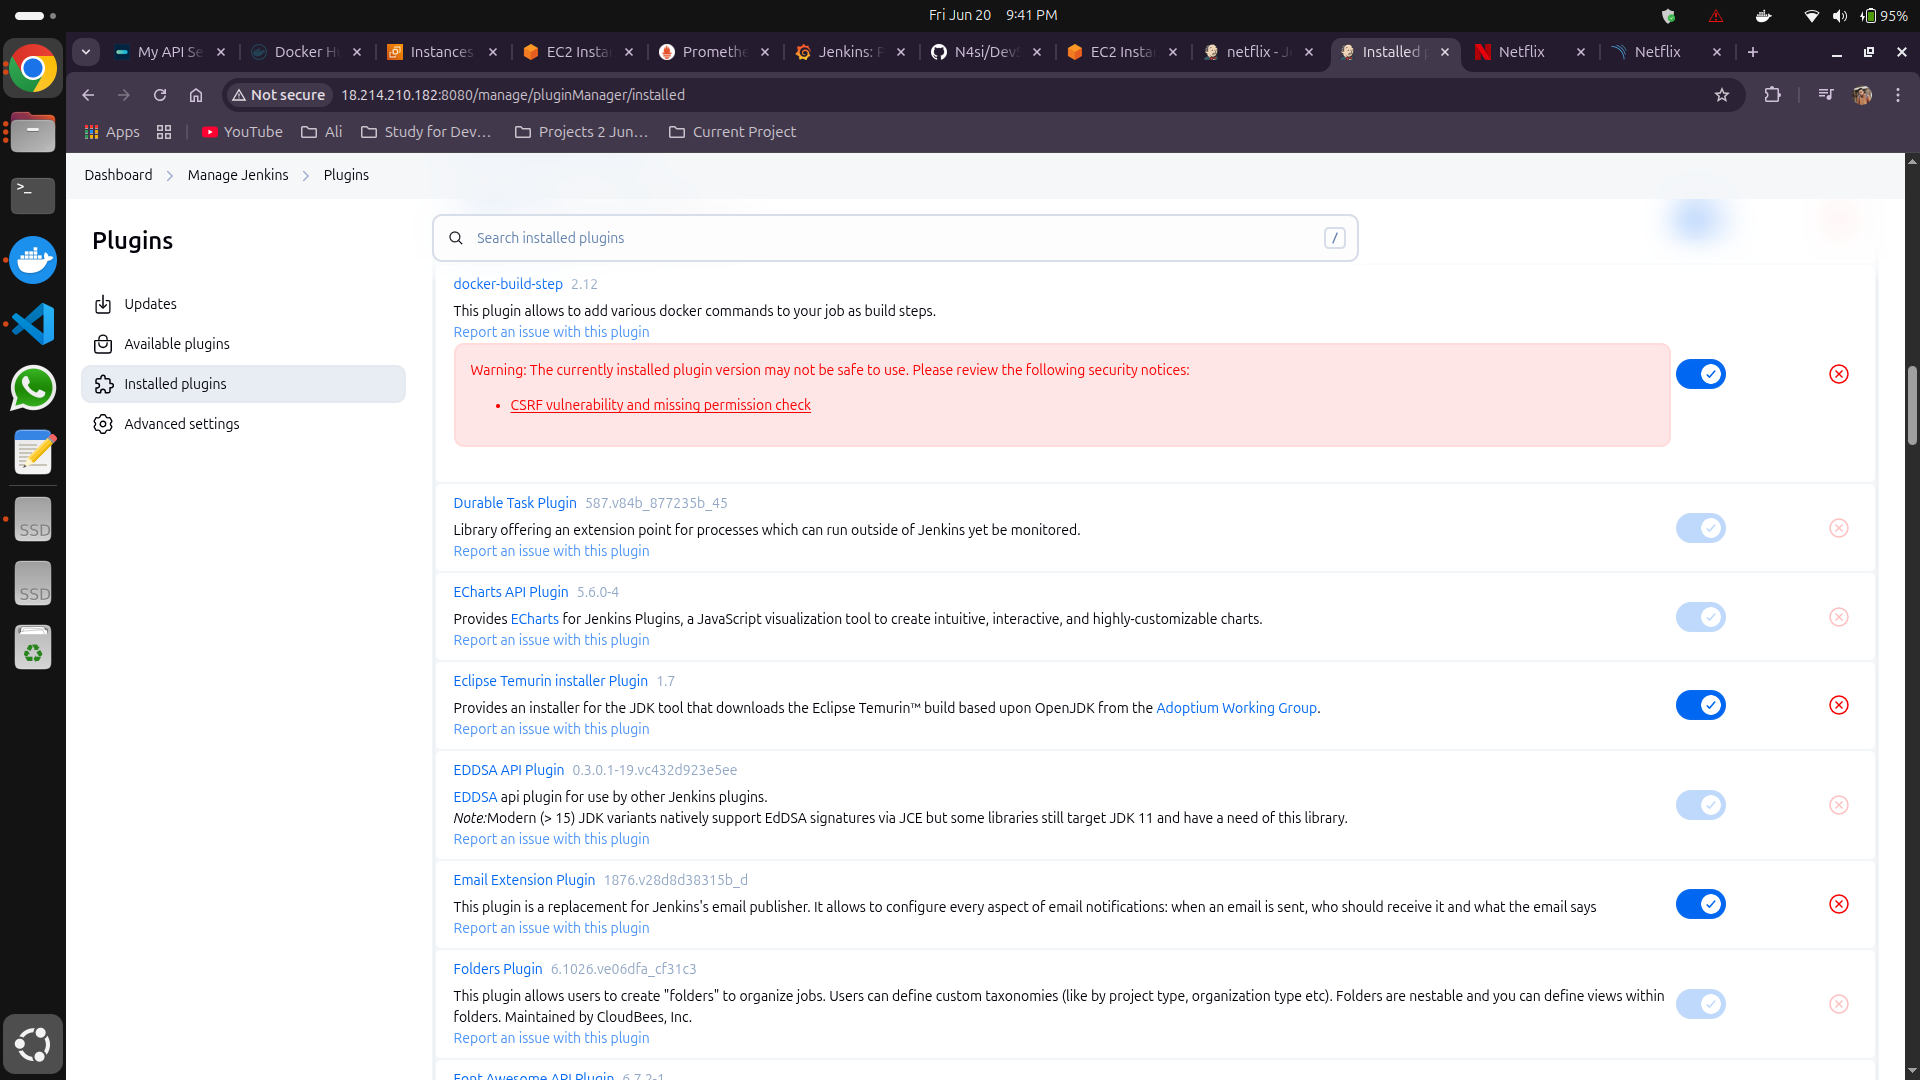 Fri Jun 20 9:41 PM
95%
My API Se
Docker H
Instances
EC2 Insta
Promethe
Jenkins: P
N4si/DevS
EC2 Insta
netflix - J
Installed p
Netflix
Netflix
Not secure 18.214.210.182:8080/manage/pluginManager/installed
Apps YouTube Ali Study for Dev... Projects 2 Jun... Current Project
Dashboard Manage Jenkins Plugins
Plugins
Updates
Available plugins
Installed plugins
Advanced settings
Search installed plugins /
docker-build-step 2.12
This plugin allows to add various docker commands to your job as build steps.
Report an issue with this plugin
Warning: The currently installed plugin version may not be safe to use. Please review the following security notices:
• CSRF vulnerability and missing permission check
Durable Task Plugin 587.v84b_877235b_45
Library offering an extension point for processes which can run outside of Jenkins yet be monitored.
Report an issue with this plugin
ECharts API Plugin 5.6.0-4
Provides ECharts for Jenkins Plugins, a JavaScript visualization tool to create intuitive, interactive, and highly-customizable charts.
Report an issue with this plugin
Eclipse Temurin installer Plugin 1.7
Provides an installer for the JDK tool that downloads the Eclipse Temurin™ build based upon OpenJDK from the Adoptium Working Group.
Report an issue with this plugin
EDDSA API Plugin 0.3.0.1-19.vc432d923e5ee
EDDSA api plugin for use by other Jenkins plugins.
Note:Modern (> 15) JDK variants natively support EdDSA signatures via JCE but some libraries still target JDK 11 and have a need of this library.
Report an issue with this plugin
Email Extension Plugin 1876.v28d8d38315b_d
This plugin is a replacement for Jenkins's email publisher. It allows to configure every aspect of email notifications: when an email is sent, who should receive it and what the email says
Report an issue with this plugin
Folders Plugin 6.1026.ve06dfa_cf31c3
This plugin allows users to create "folders" to organize jobs. Users can define custom taxonomies (like by project type, organization type etc). Folders are nestable and you can define views within
folders. Maintained by CloudBees, Inc.
Report an issue with this plugin
Font Awesome API Plugin 6.7.2-1
SSD
SSD